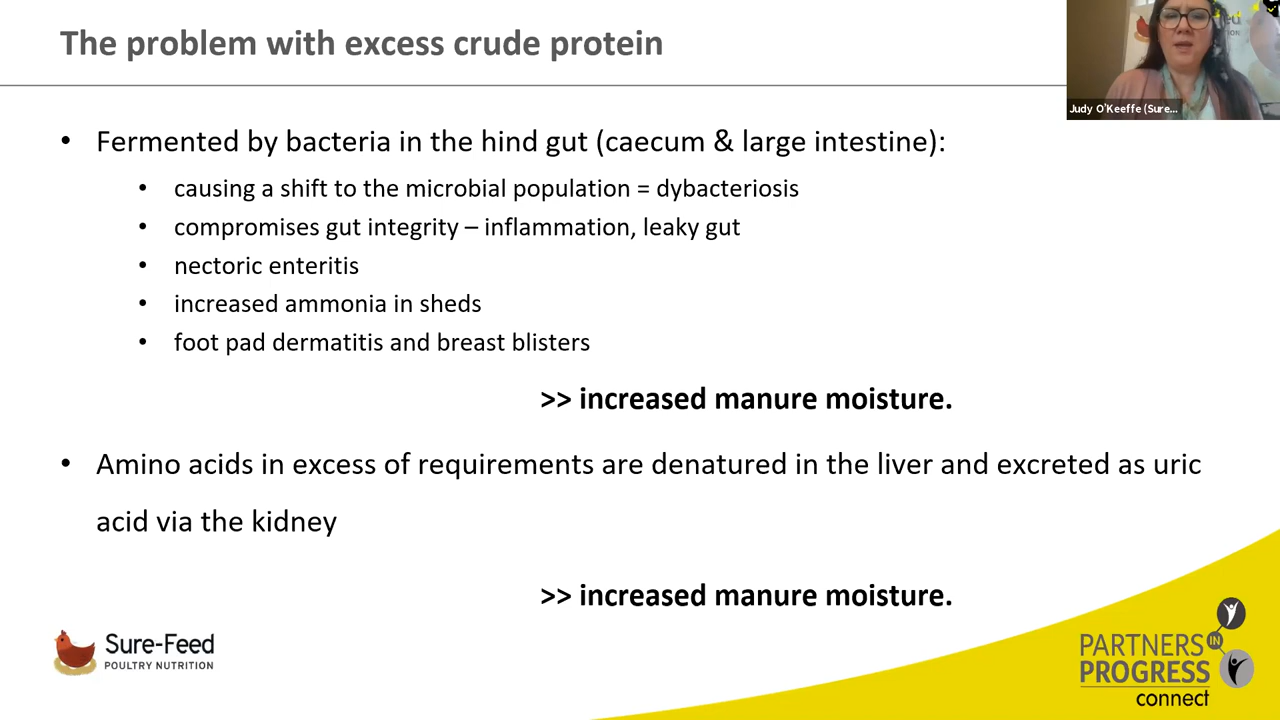 The problem with excess crude protein
Judy O'Keeffe (Sure...
• Fermented by bacteria in the hind gut (caecum & large intestine):
• causing a shift to the microbial population = dybacteriosis
• compromises gut integrity – inflammation, leaky gut
• nectoric enteritis
• increased ammonia in sheds
• foot pad dermatitis and breast blisters
>> increased manure moisture.
• Amino acids in excess of requirements are denatured in the liver and excreted as uric
acid via the kidney
>> increased manure moisture.
Sure-Feed
POULTRY NUTRITION
PARTNERS IN
PROGRESS
connect